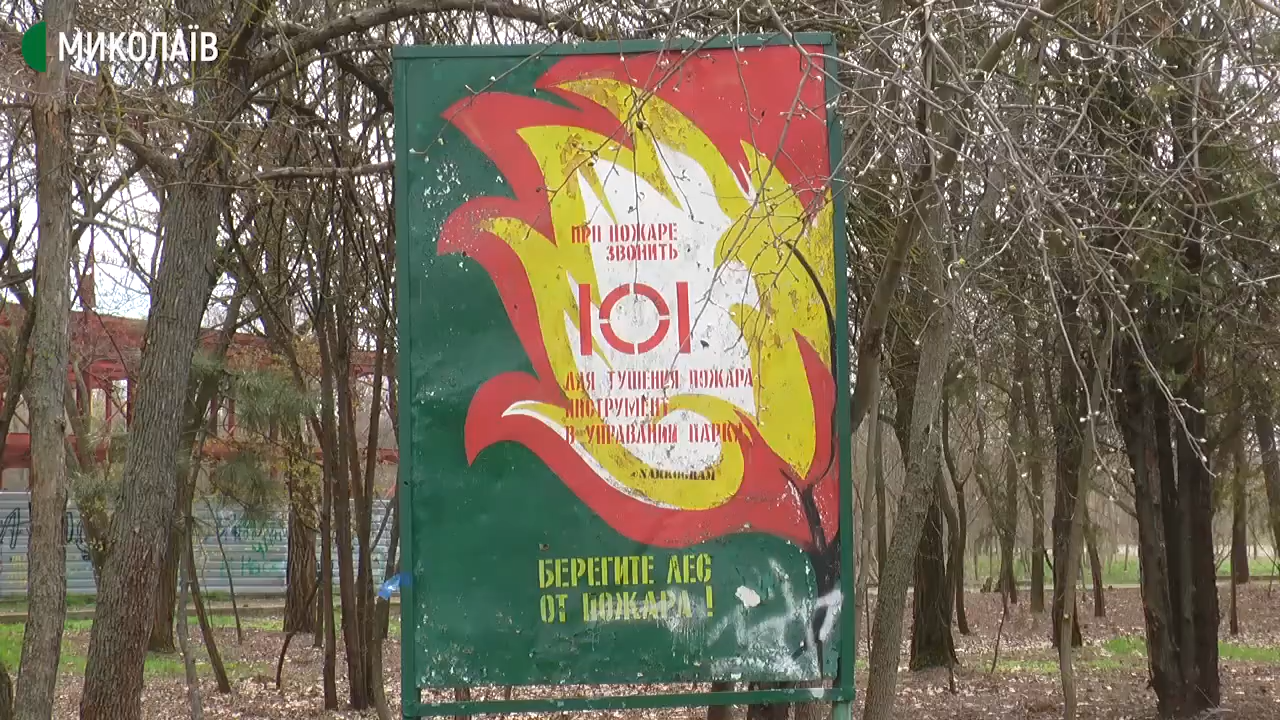 МИКОЛАЇВ
ПРИ ПОЖАРЕ
ЗВОНИТЬ
101
ДЛЯ ТУШЕНИЯ ПОЖАРА
ИНСТРУМЕНТ
В УПРАВЛЕНИИ ПАРКА
БЕРЕГИТЕ ЛЕС
ОТ ПОЖАРА !